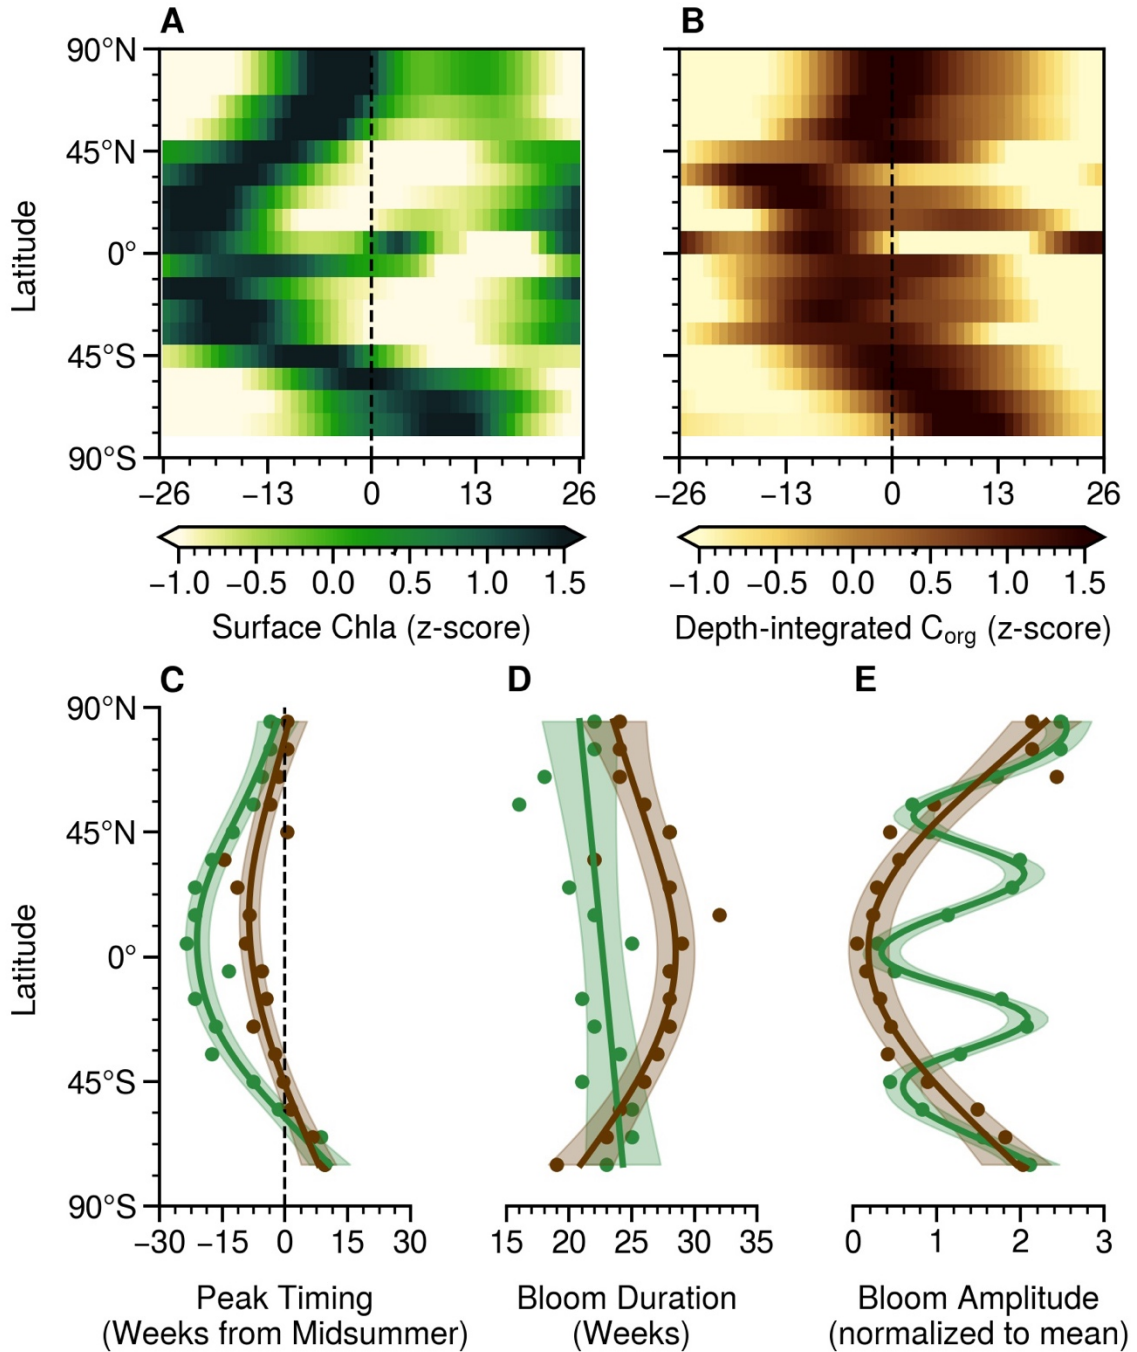 A
B
90°N
45°N
0°
45°S
90°S
Latitude
−26 −13 0 13 26
−26 −13 0 13 26
−1.0 −0.5 0.0 0.5 1.0 1.5
−1.0 −0.5 0.0 0.5 1.0 1.5
Surface Chla (z-score)
Depth-integrated Corg (z-score)
C
D
E
90°N
45°N
0°
45°S
90°S
Latitude
−30 −15 0 15 30
15 20 25 30 35
0 1 2 3
Peak Timing
(Weeks from Midsummer)
Bloom Duration
(Weeks)
Bloom Amplitude
(normalized to mean)